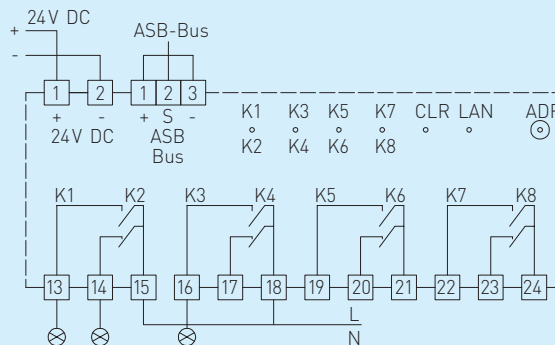 + 24V DC
-
ASB-Bus
1 2 1 2 3
+ - + S -
24V DC ASB
Bus
K1 K3 K5 K7 CLR LAN ADR
K2 K4 K6 K8
K1 K2 K3 K4 K5 K6 K7 K8
13 14 15 16 17 18 19 20 21 22 23 24
L
N